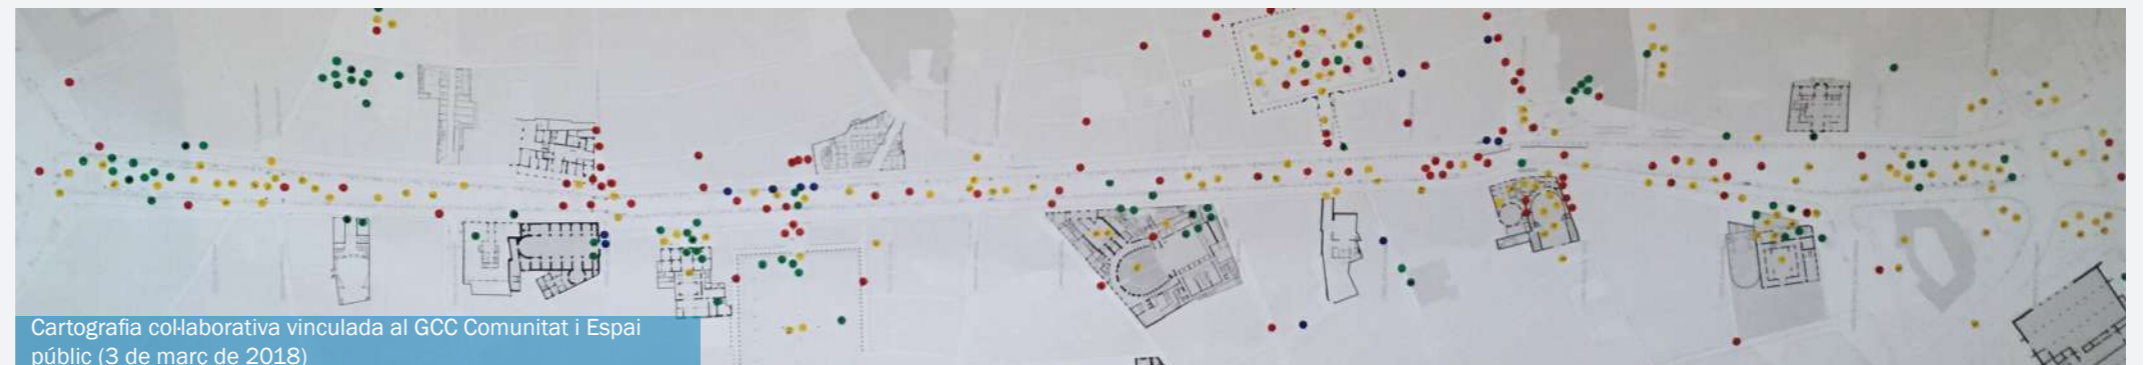 Cartografia col·laborativa vinculada al GCC Comunitat i Espai
públic (3 de març de 2018)